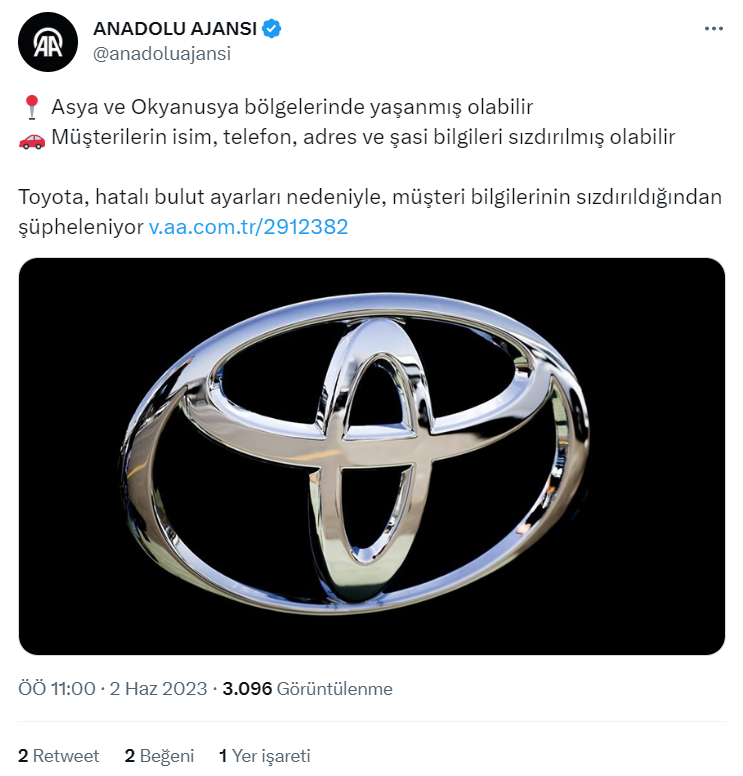 ANADOLU AJANSI
@anadoluajansi
📍 Asya ve Okyanusya bölgelerinde yaşanmış olabilir
🚗 Müşterilerin isim, telefon, adres ve şasi bilgileri sızdırılmış olabilir
Toyota, hatalı bulut ayarları nedeniyle, müşteri bilgilerinin sızdırıldığından
şüpheleniyor v.aa.com.tr/2912382
ÖÖ 11:00 · 2 Haz 2023 · 3.096 Görüntülenme
2 Retweet 2 Beğeni 1 Yer işareti